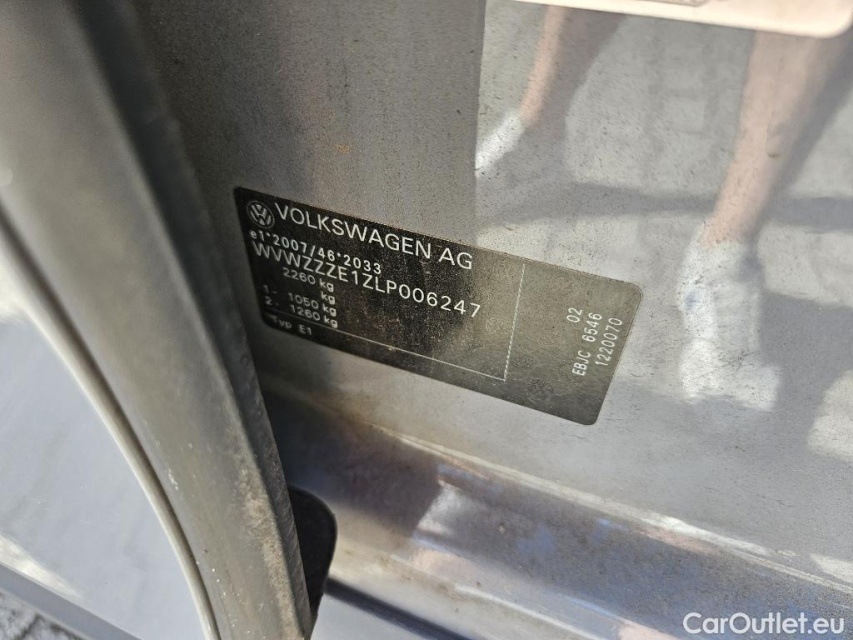 VOLKSWAGEN AG
e1*2007/46*2033
WVWZZZE1ZLP006247
2260 kg
1- 1050 kg
2- 1260 kg
Typ E1
02
EBJC 6546
1220070
CarOutlet.eu